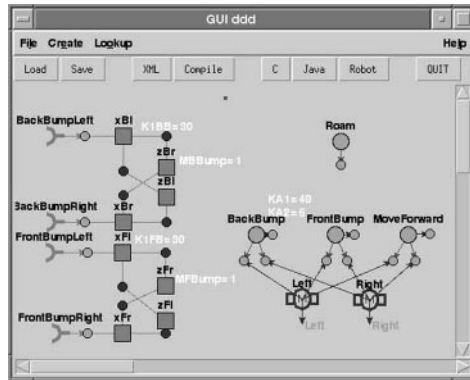 GUI ddd
File Create Lookup Help
Load Save XML Compile C Java Robot QUIT
BackBumpLeft xBl K1BB=30
zBr
MBBump=1
zBl
BackBumpRight xBr
FrontBumpLeft xFl K1FB=30
zFr
MFBump=1
zFl
FrontBumpRight xFr
Roam
KA1=40
KA2=5
BackBump FrontBump MoveForward
Left Right
M M
Left Right